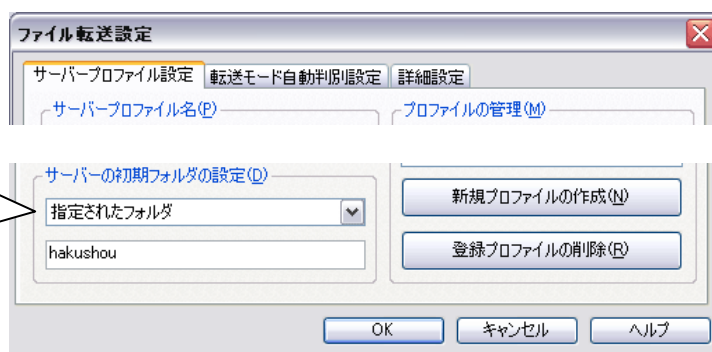 ファイル転送設定
サーバープロファイル設定 転送モード自動判別設定 詳細設定
サーバープロファイル名(P) プロファイルの管理(M)
サーバーの初期フォルダの設定(D)
新規プロファイルの作成(N)
指定されたフォルダ
hakushou
登録プロファイルの削除(R)
OK キャンセル ヘルプ